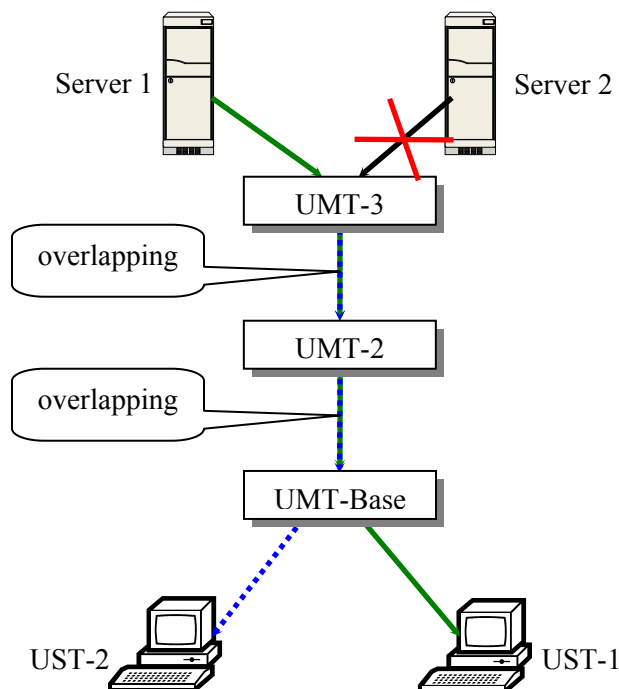 Server 1
Server 2
UMT-3
overlapping
UMT-2
overlapping
UMT-Base
UST-2
UST-1